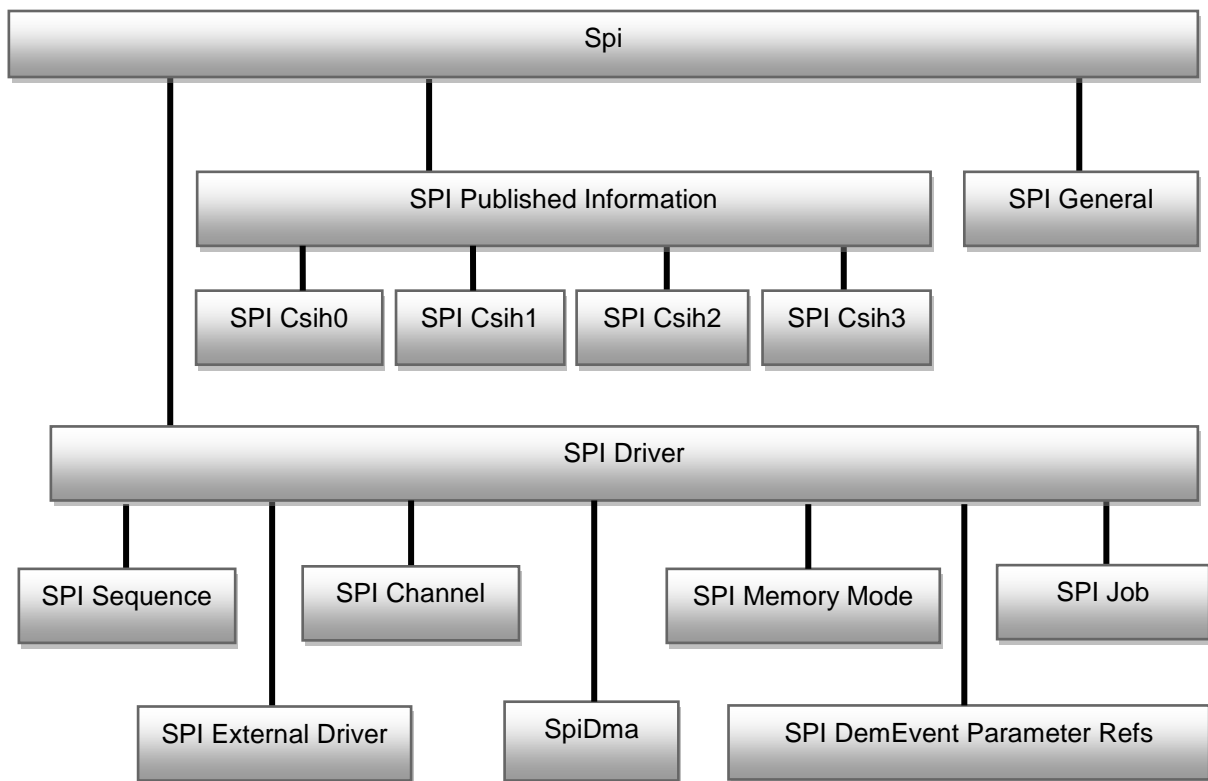 Spi
SPI Published Information
SPI General
SPI Csih0
SPI Csih1
SPI Csih2
SPI Csih3
SPI Driver
SPI Sequence
SPI Channel
SPI Memory Mode
SPI Job
SPI External Driver
SpiDma
SPI DemEvent Parameter Refs